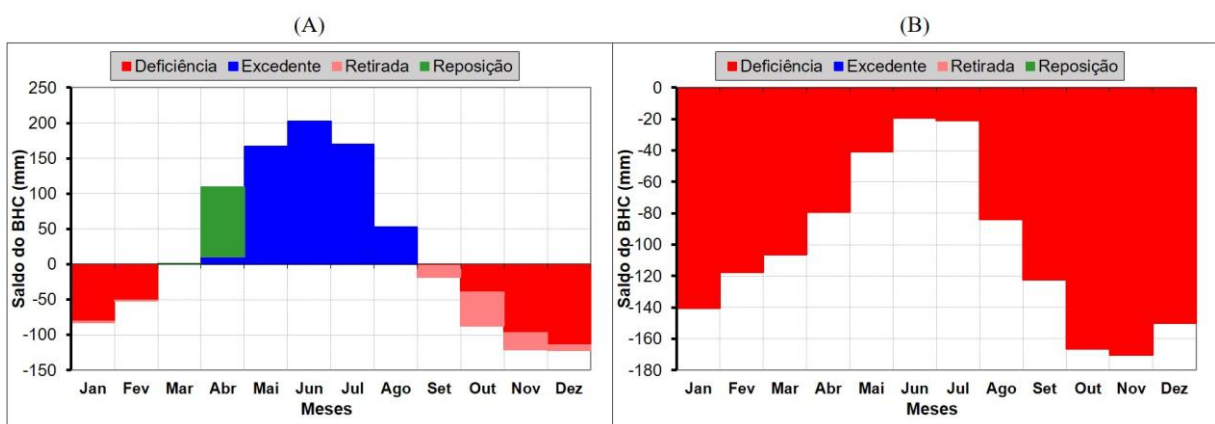 (A) (B)
Deficiência Excedente Retirada Reposição
250
200
150
100
50
0
-50
-100
-150
Saldo do BHC (mm)
Jan Fev Mar Abr Mai Jun Jul Ago Set Out Nov Dez
Meses
Deficiência Excedente Retirada Reposição
0
-20
-40
-60
-80
-100
-120
-140
-160
-180
Saldo do BHC (mm)
Jan Fev Mar Abr Mai Jun Jul Ago Set Out Nov Dez
Meses